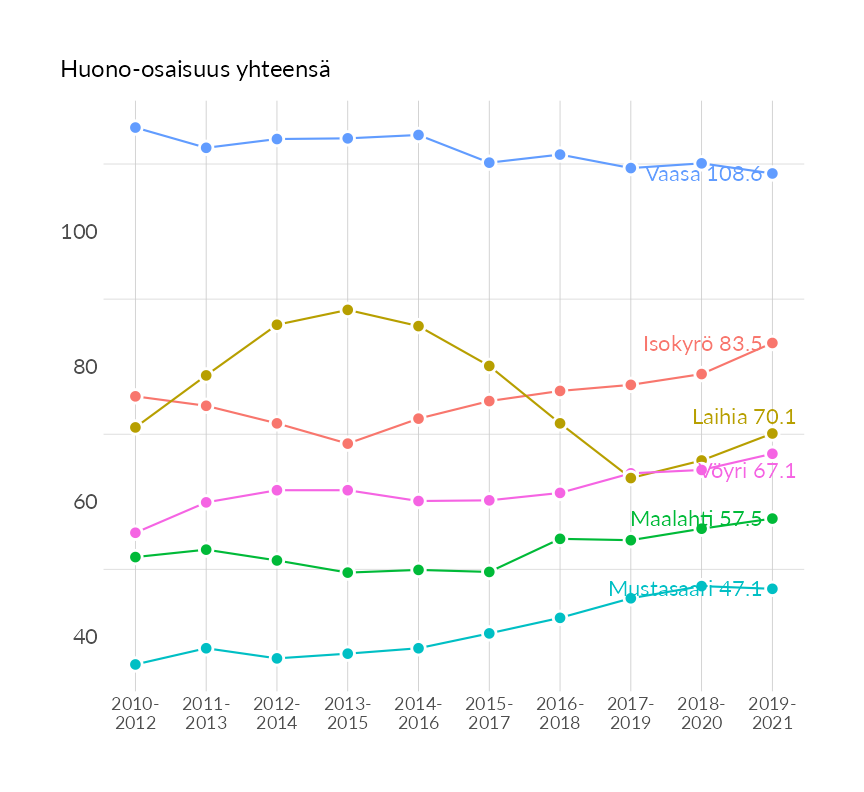 Huono-osaisuus yhteensä
Vaasa 108.6
100
Isokyrö 83.5
80
Laihia 70.1
Vöyri 67.1
60
Maalahti 57.5
Mustasaari 47.1
40
2010- 2011- 2012- 2013- 2014- 2015- 2016- 2017- 2018- 2019-
2012 2013 2014 2015 2016 2017 2018 2019 2020 2021